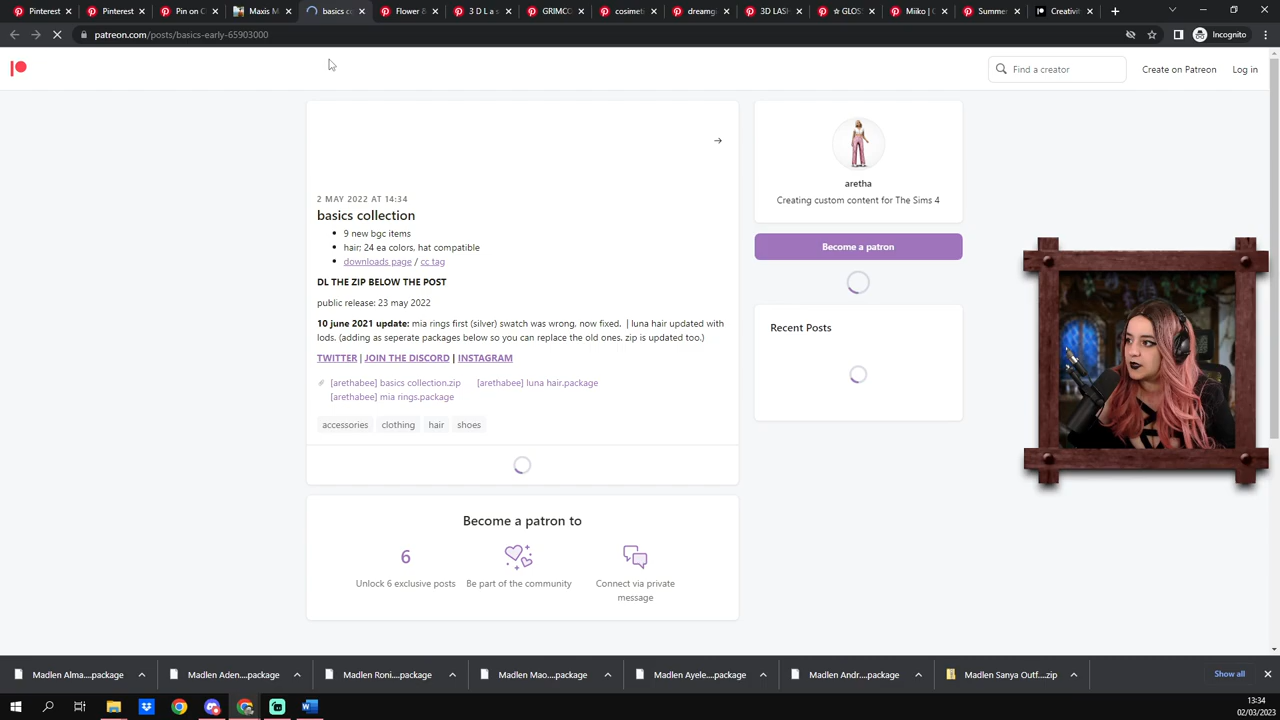 Pinterest
Pinterest
Pin on C
Maxis M
basics cc
Flower &
3 D L a s
GRIMCC
cosimeti
dreamg
3D LASH
☆ GLOSS
Miiko | C
Summer
Creativit
patreon.com/posts/basics-early-65903000
Incognito
Find a creator
Create on Patreon
Log in
2 MAY 2022 AT 14:34
basics collection
9 new bgc items
hair; 24 ea colors, hat compatible
downloads page / cc tag
DL THE ZIP BELOW THE POST
public release: 23 may 2022
10 june 2021 update: mia rings first (silver) swatch was wrong, now fixed. | luna hair updated with
lods. (adding as seperate packages below so you can replace the old ones. zip is updated too.)
TWITTER | JOIN THE DISCORD | INSTAGRAM
[arethabee] basics collection.zip
[arethabee] luna hair.package
[arethabee] mia rings.package
accessories
clothing
hair
shoes
aretha
Creating custom content for The Sims 4
Become a patron
Recent Posts
Become a patron to
6
Unlock 6 exclusive posts
Be part of the community
Connect via private
message
Madlen Alma....package
Madlen Aden....package
Madlen Roni....package
Madlen Mao....package
Madlen Ayele....package
Madlen Andr....package
Madlen Sanya Outf....zip
Show all
13:34
02/03/2023